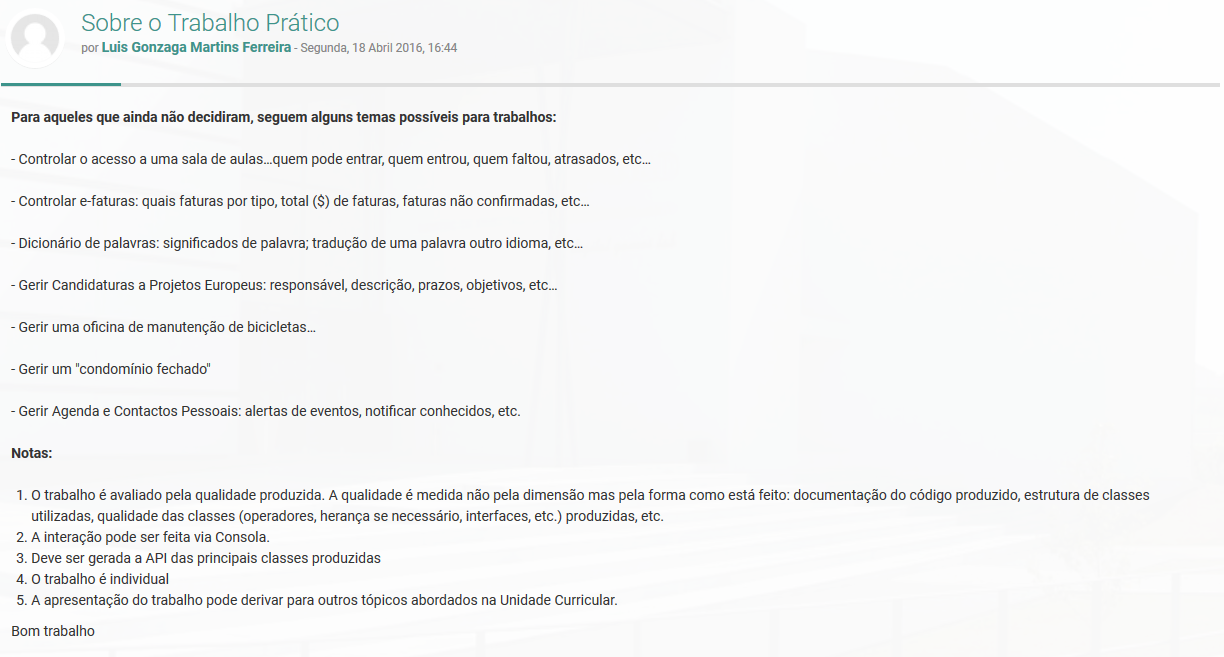 Sobre o Trabalho Prático
por Luis Gonzaga Martins Ferreira - Segunda, 18 Abril 2016, 16:44
Para aqueles que ainda não decidiram, seguem alguns temas possíveis para trabalhos:
- Controlar o acesso a uma sala de aulas...quem pode entrar, quem entrou, quem faltou, atrasados, etc...
- Controlar e-faturas: quais faturas por tipo, total ($) de faturas, faturas não confirmadas, etc...
- Dicionário de palavras: significados de palavra; tradução de uma palavra outro idioma, etc...
- Gerir Candidaturas a Projetos Europeus: responsável, descrição, prazos, objetivos, etc...
- Gerir uma oficina de manutenção de bicicletas...
- Gerir um "condomínio fechado"
- Gerir Agenda e Contactos Pessoais: alertas de eventos, notificar conhecidos, etc.
Notas:
1. O trabalho é avaliado pela qualidade produzida. A qualidade é medida não pela dimensão mas pela forma como está feito: documentação do código produzido, estrutura de classes
utilizadas, qualidade das classes (operadores, herança se necessário, interfaces, etc.) produzidas, etc.
2. A interação pode ser feita via Consola.
3. Deve ser gerada a API das principais classes produzidas
4. O trabalho é individual
5. A apresentação do trabalho pode derivar para outros tópicos abordados na Unidade Curricular.
Bom trabalho